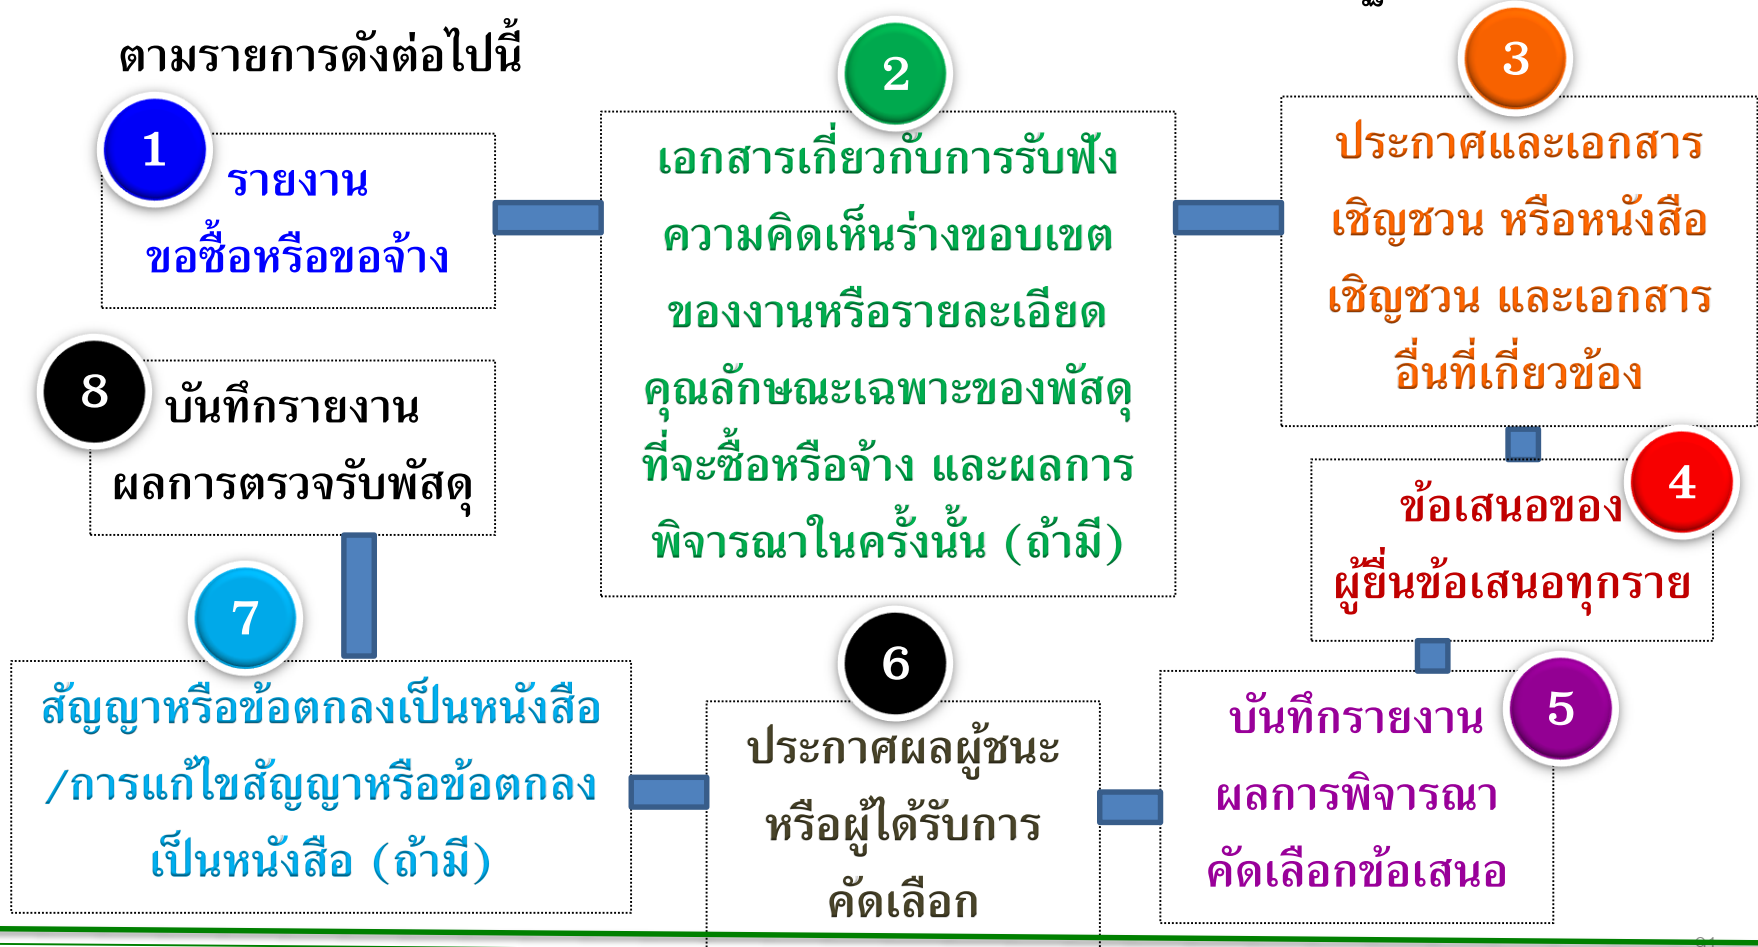 ตามรายการดังต่อไปนี้
1
รายงาน
ขอซื้อหรือขอจ้าง
2
เอกสารเกี่ยวกับการรับฟัง
ความคิดเห็นร่างขอบเขต
ของงานหรือรายละเอียด
คุณลักษณะเฉพาะของพัสดุ
ที่จะซื้อหรือจ้าง และผลการ
พิจารณาในครั้งนั้น (ถ้ามี)
3
ประกาศและเอกสาร
เชิญชวน หรือหนังสือ
เชิญชวน และเอกสาร
อื่นที่เกี่ยวข้อง
4
ข้อเสนอของ
ผู้ยื่นข้อเสนอทุกราย
5
บันทึกรายงาน
ผลการพิจารณา
คัดเลือกข้อเสนอ
6
ประกาศผลผู้ชนะ
หรือผู้ได้รับการ
คัดเลือก
7
สัญญาหรือข้อตกลงเป็นหนังสือ
/การแก้ไขสัญญาหรือข้อตกลง
เป็นหนังสือ (ถ้ามี)
8
บันทึกรายงาน
ผลการตรวจรับพัสดุ